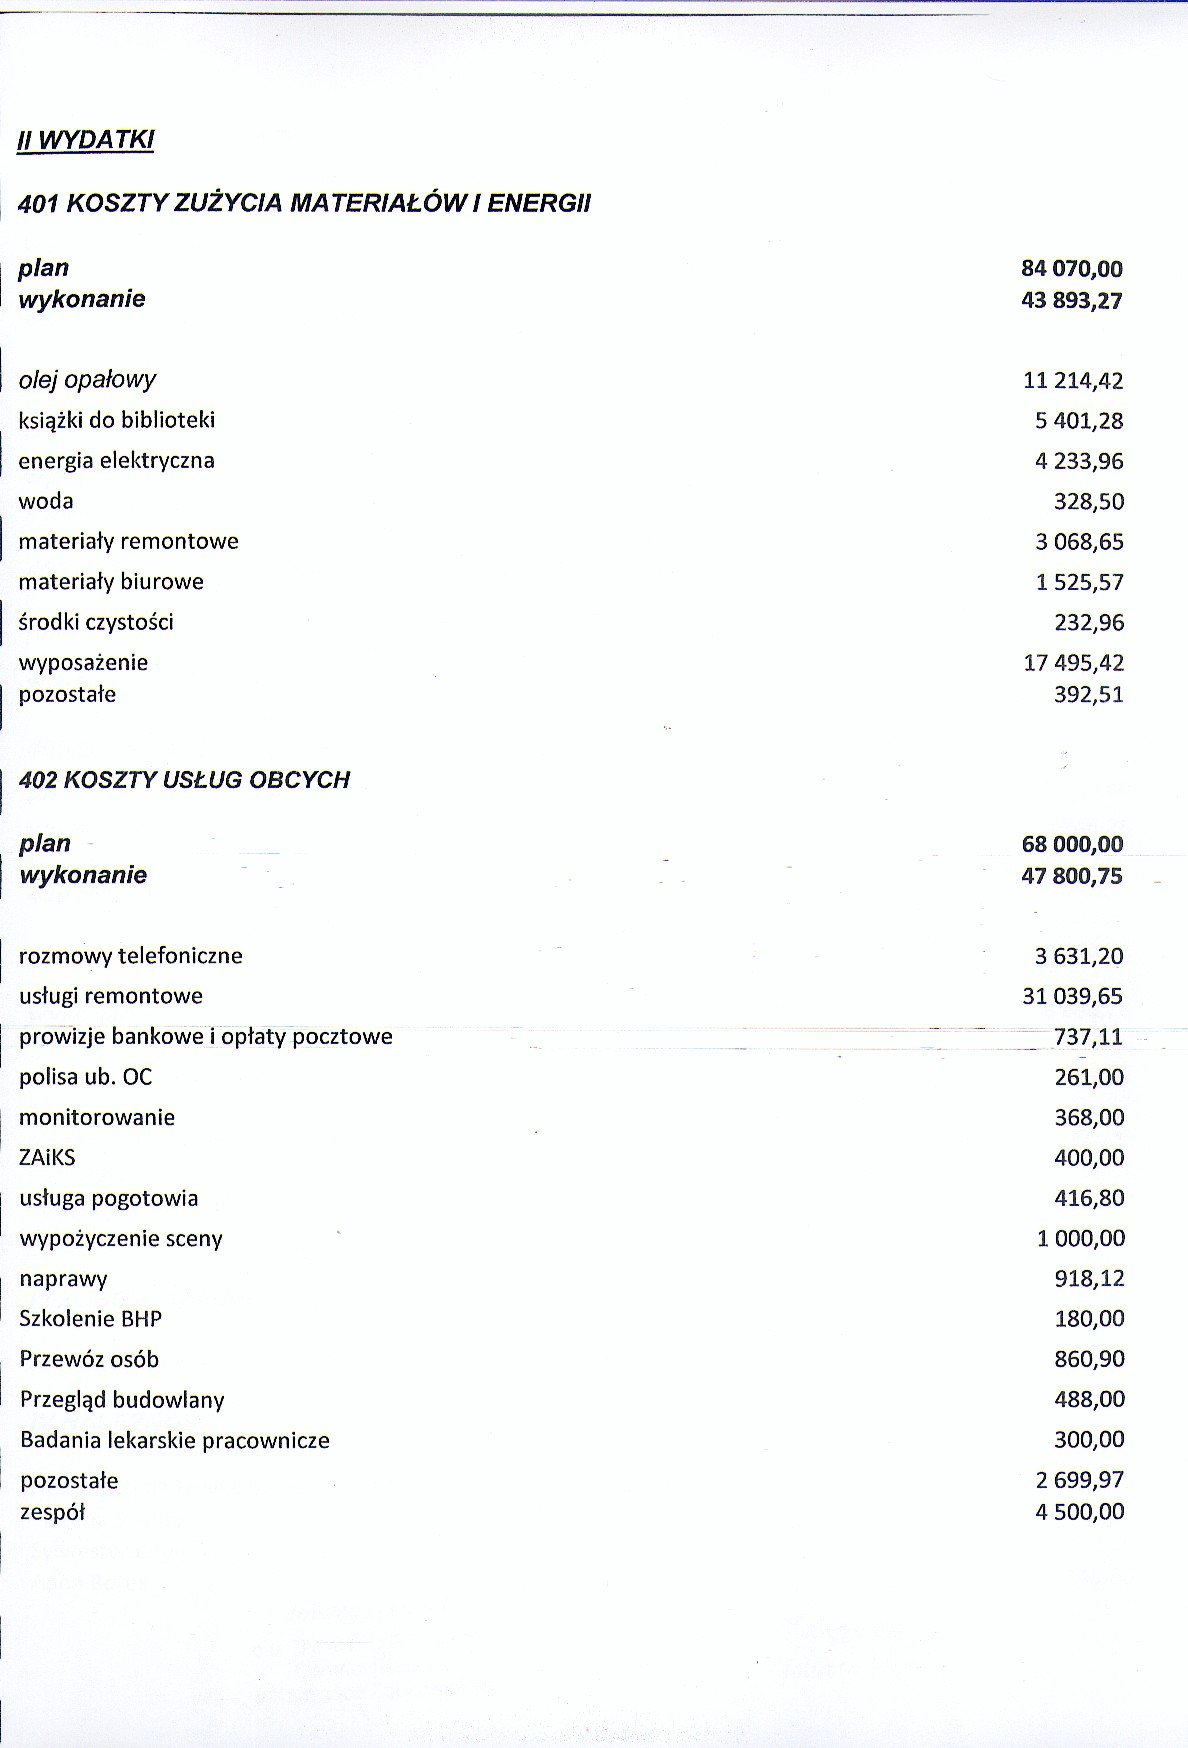 II WYDATKI
401 KOSZTY ZUŻYCIA MATERIAŁÓW I ENERGII
plan 84 070,00
wykonanie 43 893,27
olej opałowy 11 214,42
książki do biblioteki 5 401,28
energia elektryczna 4 233,96
woda 328,50
materiały remontowe 3 068,65
materiały biurowe 1 525,57
środki czystości 232,96
wyposażenie 17 495,42
pozostałe 392,51
402 KOSZTY USŁUG OBCYCH
plan 68 000,00
wykonanie 47 800,75
rozmowy telefoniczne 3 631,20
usługi remontowe 31 039,65
prowizje bankowe i opłaty pocztowe 737,11
polisa ub. OC 261,00
monitorowanie 368,00
ZAiKS 400,00
usługa pogotowia 416,80
wypożyczenie sceny 1 000,00
naprawy 918,12
Szkolenie BHP 180,00
Przewóz osób 860,90
Przegląd budowlany 488,00
Badania lekarskie pracownicze 300,00
pozostałe 2 699,97
zespół 4 500,00